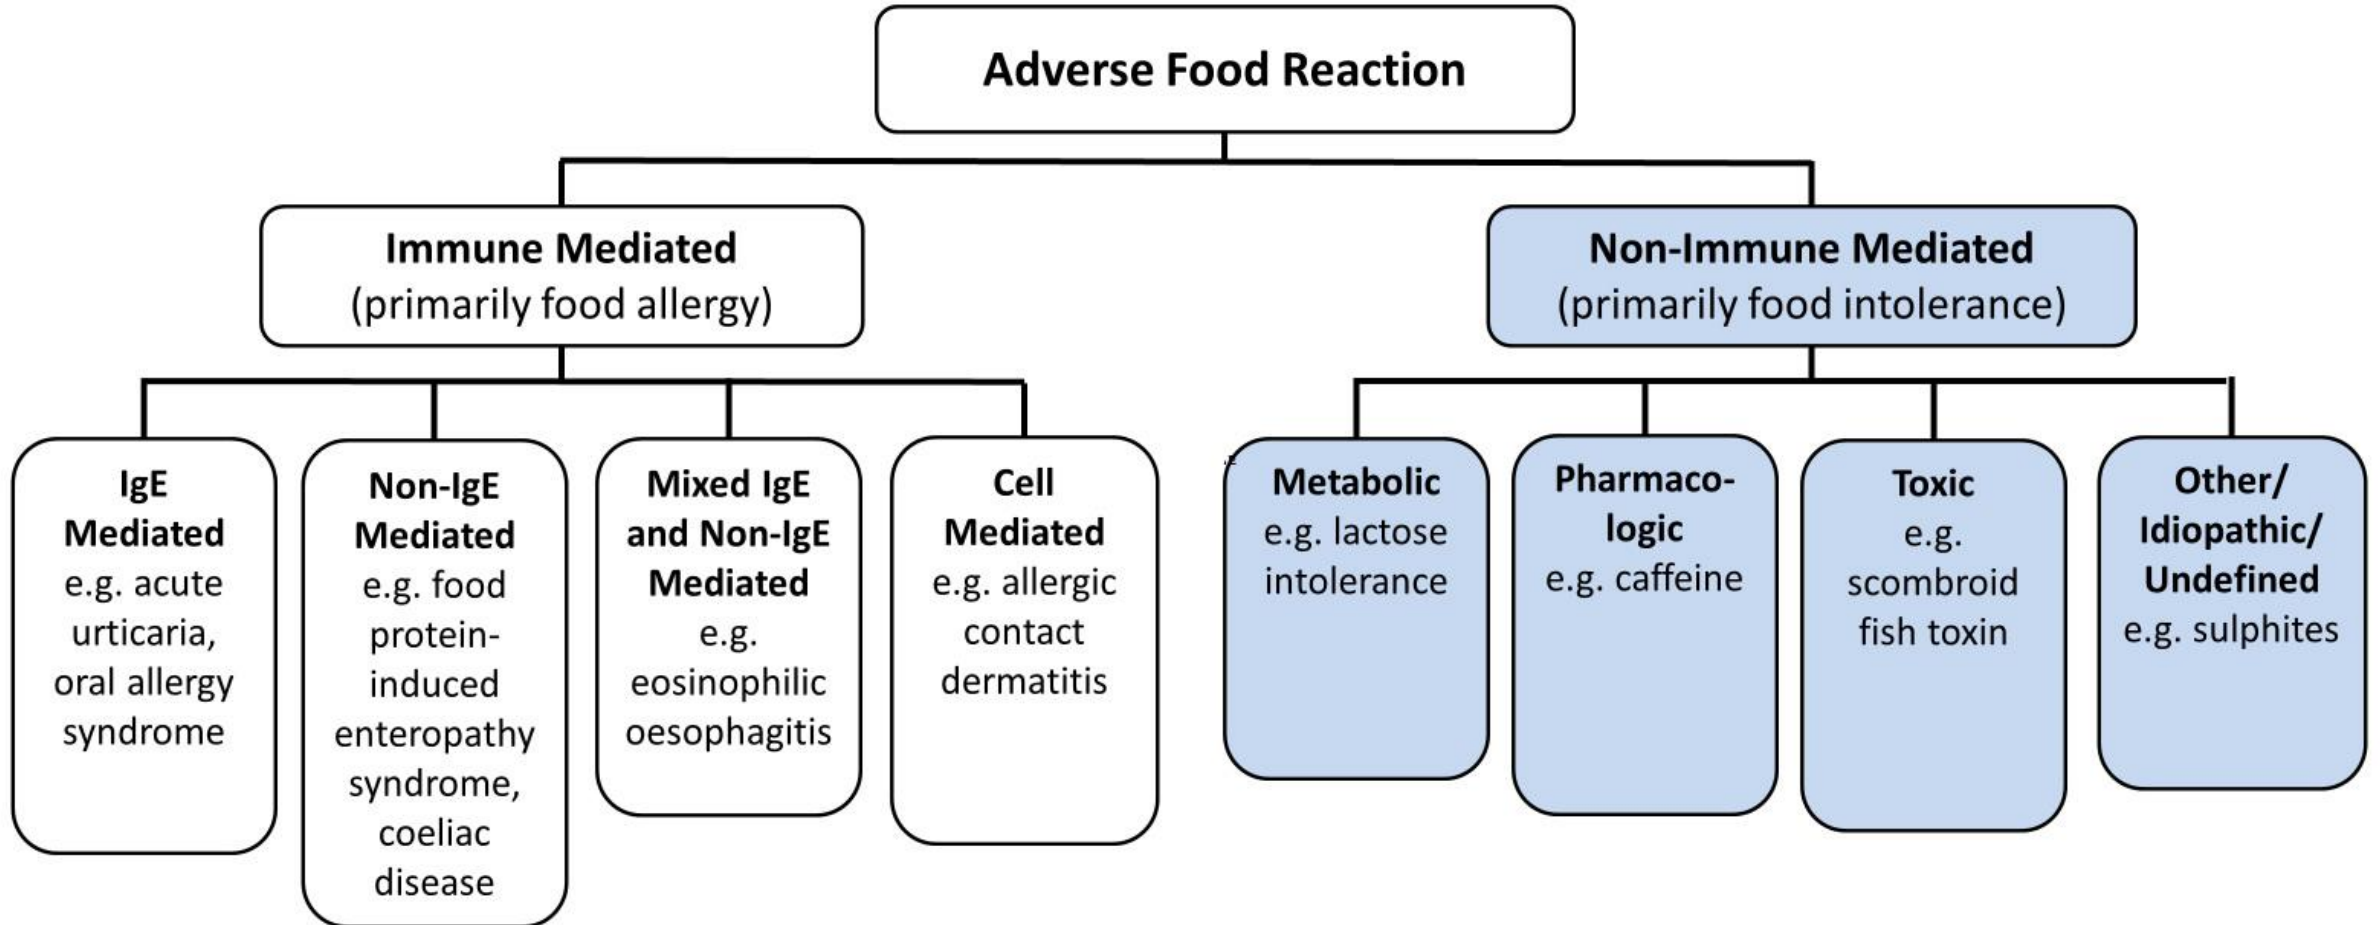 Adverse Food Reaction
Immune Mediated
(primarily food allergy)
Non-Immune Mediated
(primarily food intolerance)
IgE
Mediated
e.g. acute
urticaria,
oral allergy
syndrome
Non-IgE
Mediated
e.g. food
protein-
induced
enteropathy
syndrome,
coeliac
disease
Mixed IgE
and Non-IgE
Mediated
e.g.
eosinophilic
oesophagitis
Cell
Mediated
e.g. allergic
contact
dermatitis
Metabolic
e.g. lactose
intolerance
Pharmaco-
logic
e.g. caffeine
Toxic
e.g.
scombroid
fish toxin
Other/
Idiopathic/
Undefined
e.g. sulphites